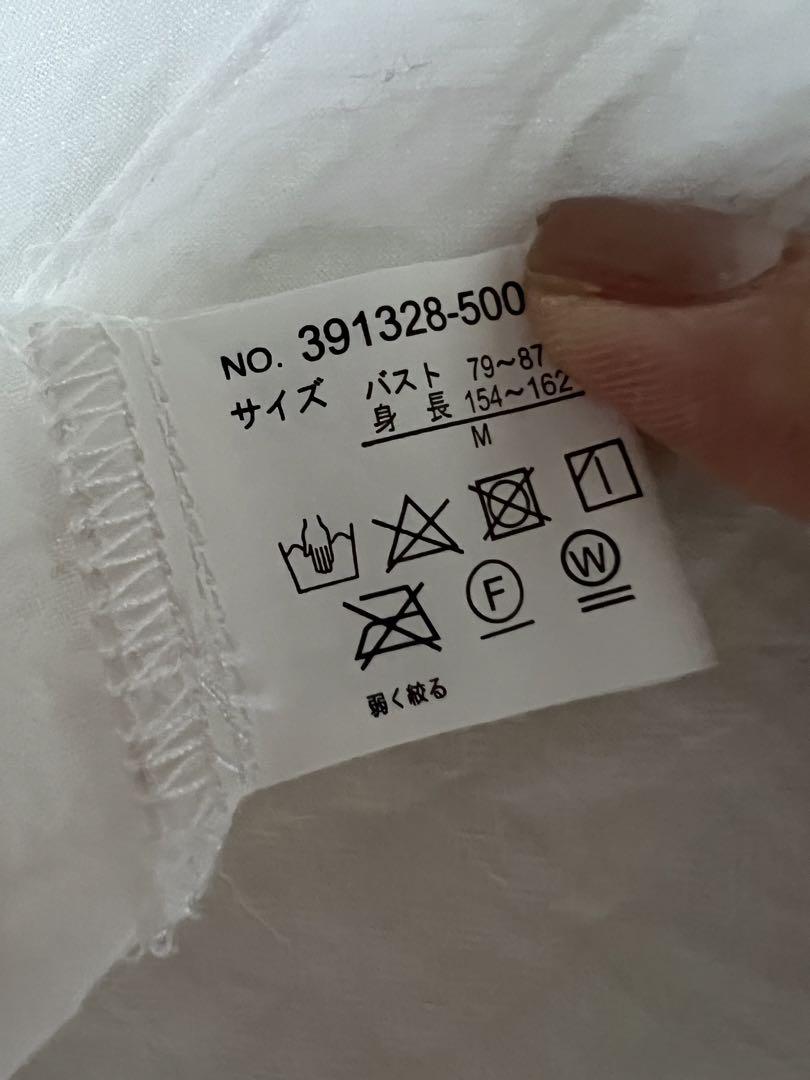 NO. 391328-500
サイズ バスト 79～87
身 長 154～162
M
F W
弱く絞る